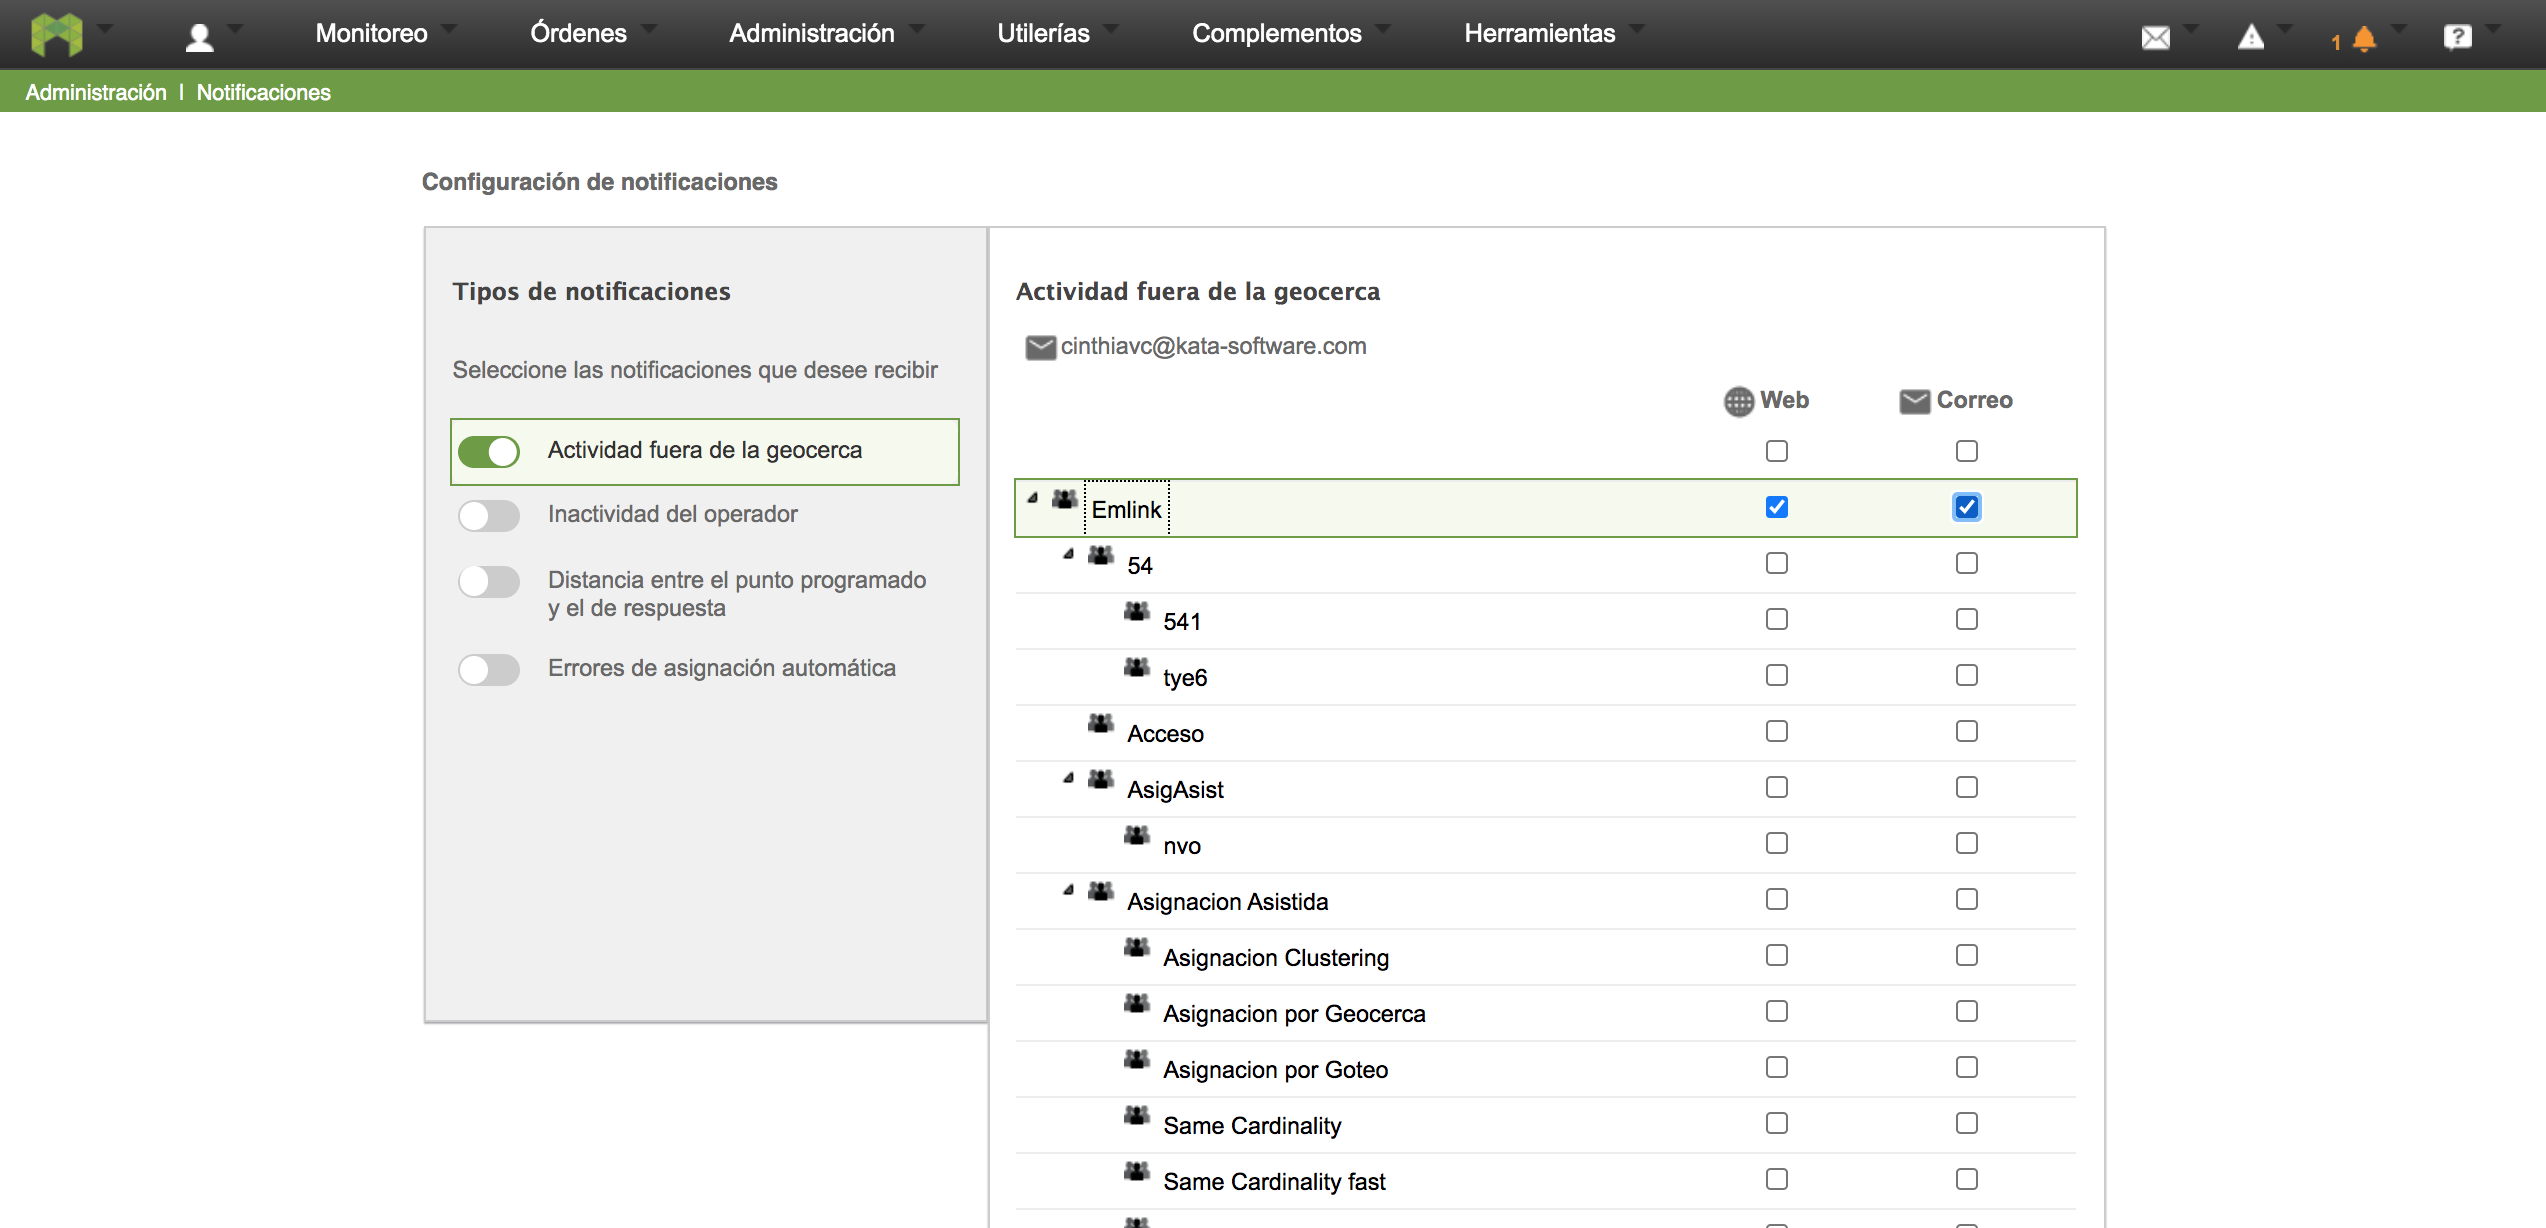 Monitoreo Órdenes Administración Utilerías Complementos Herramientas 1 ?
Administración | Notificaciones
Configuración de notificaciones
Tipos de notificaciones
Seleccione las notificaciones que desee recibir
Actividad fuera de la geocerca
Inactividad del operador
Distancia entre el punto programado
y el de respuesta
Errores de asignación automática
Actividad fuera de la geocerca
cinthiavc@kata-software.com
Web Correo
Emlink
54
541
tye6
Acceso
AsigAsist
nvo
Asignacion Asistida
Asignacion Clustering
Asignacion por Geocerca
Asignacion por Goteo
Same Cardinality
Same Cardinality fast